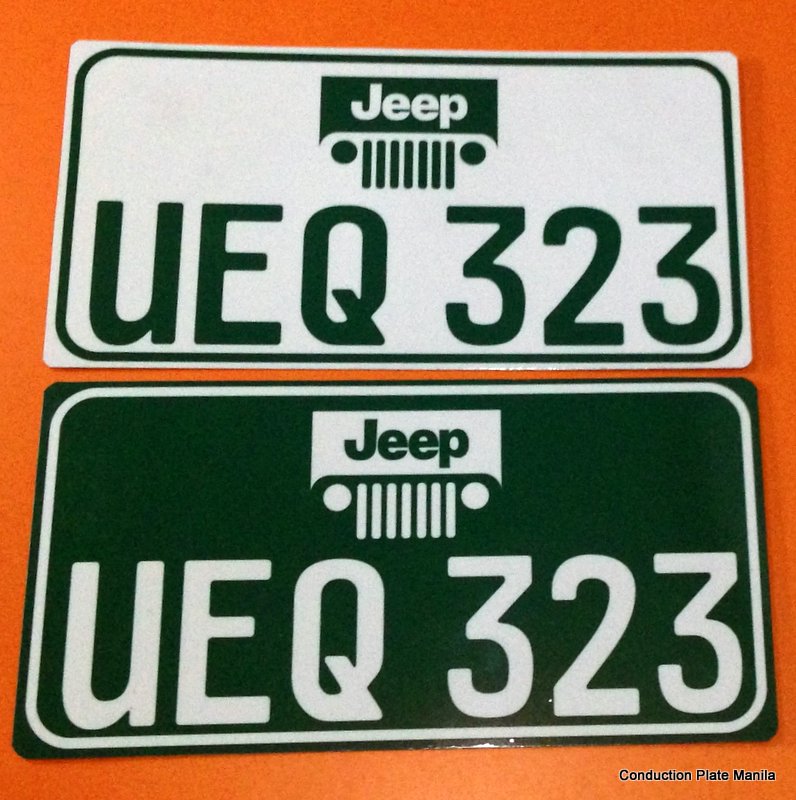 Jeep
UEQ 323
Jeep
UEQ 323
Conduction Plate Manila